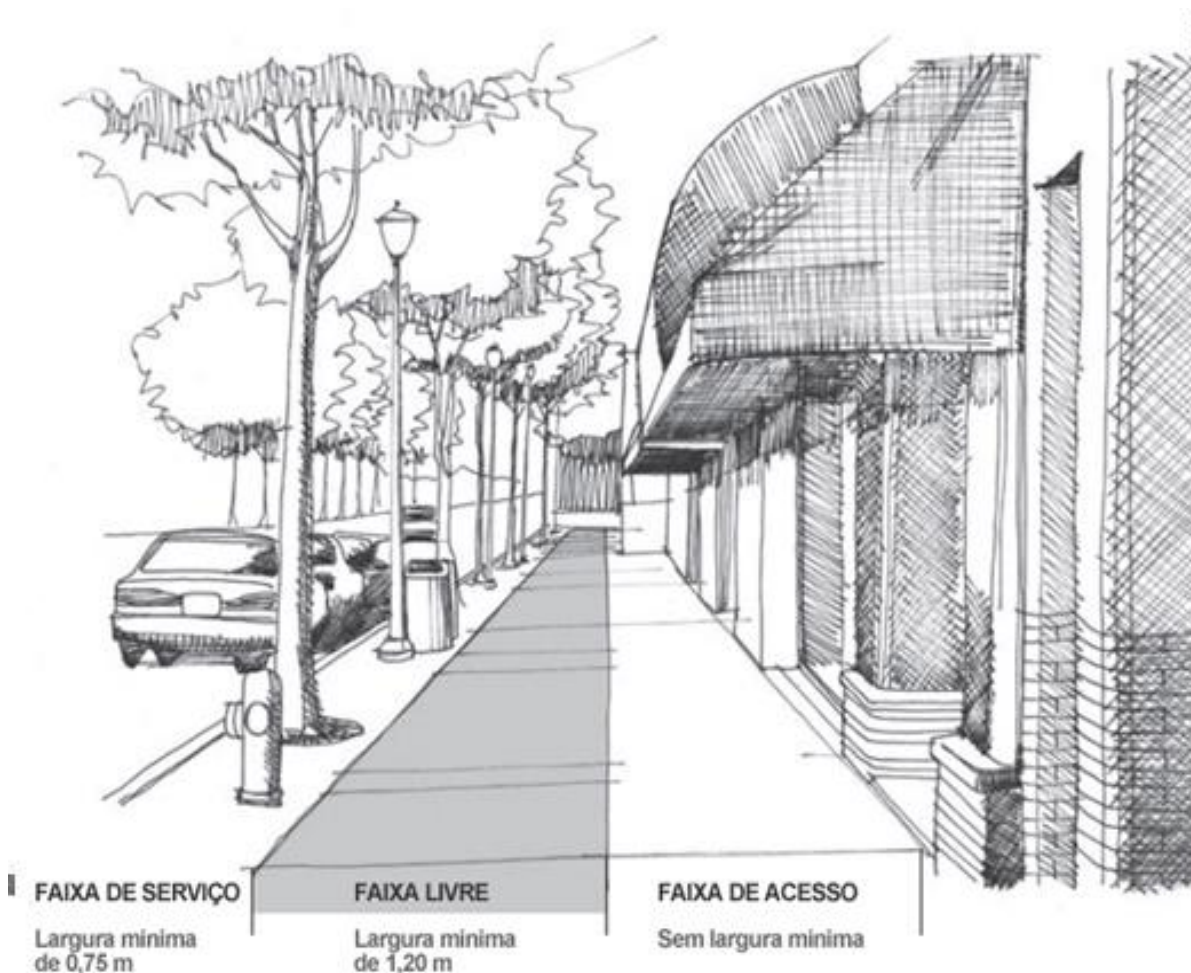 FAIXA DE SERVIÇO
Largura mínima
de 0,75 m
FAIXA LIVRE
Largura mínima
de 1,20 m
FAIXA DE ACESSO
Sem largura mínima